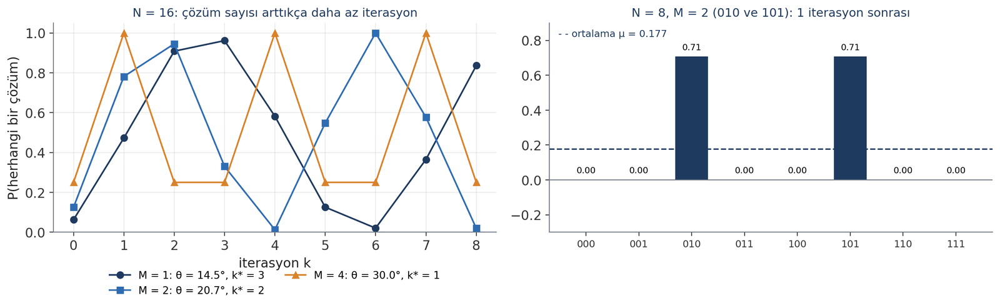 N = 16: çözüm sayısı arttıkça daha az iterasyon
P(herhangi bir çözüm)
1.0
0.8
0.6
0.4
0.2
0.0
0 1 2 3 4 5 6 7 8
iterasyon k
M = 1: θ = 14.5°, k* = 3
M = 2: θ = 20.7°, k* = 2
M = 4: θ = 30.0°, k* = 1
N = 8, M = 2 (010 ve 101): 1 iterasyon sonrası
- - ortalama μ = 0.177
0.8
0.6
0.4
0.2
0.0
−0.2
0.00 0.00 0.71 0.00 0.00 0.71 0.00 0.00
000 001 010 011 100 101 110 111